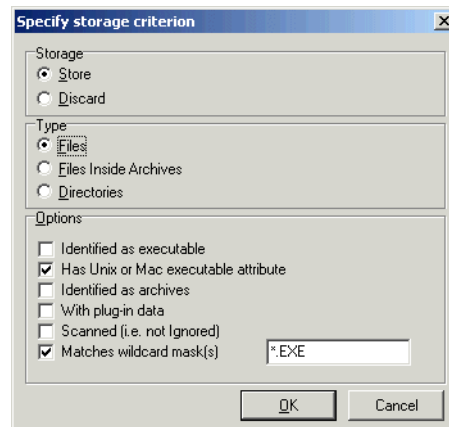 Specify storage criterion
Storage
Store
Discard
Type
Files
Files Inside Archives
Directories
Options
Identified as executable
Has Unix or Mac executable attribute
Identified as archives
With plug-in data
Scanned (i.e. not Ignored)
Matches wildcard mask(s) *.EXE
OK Cancel